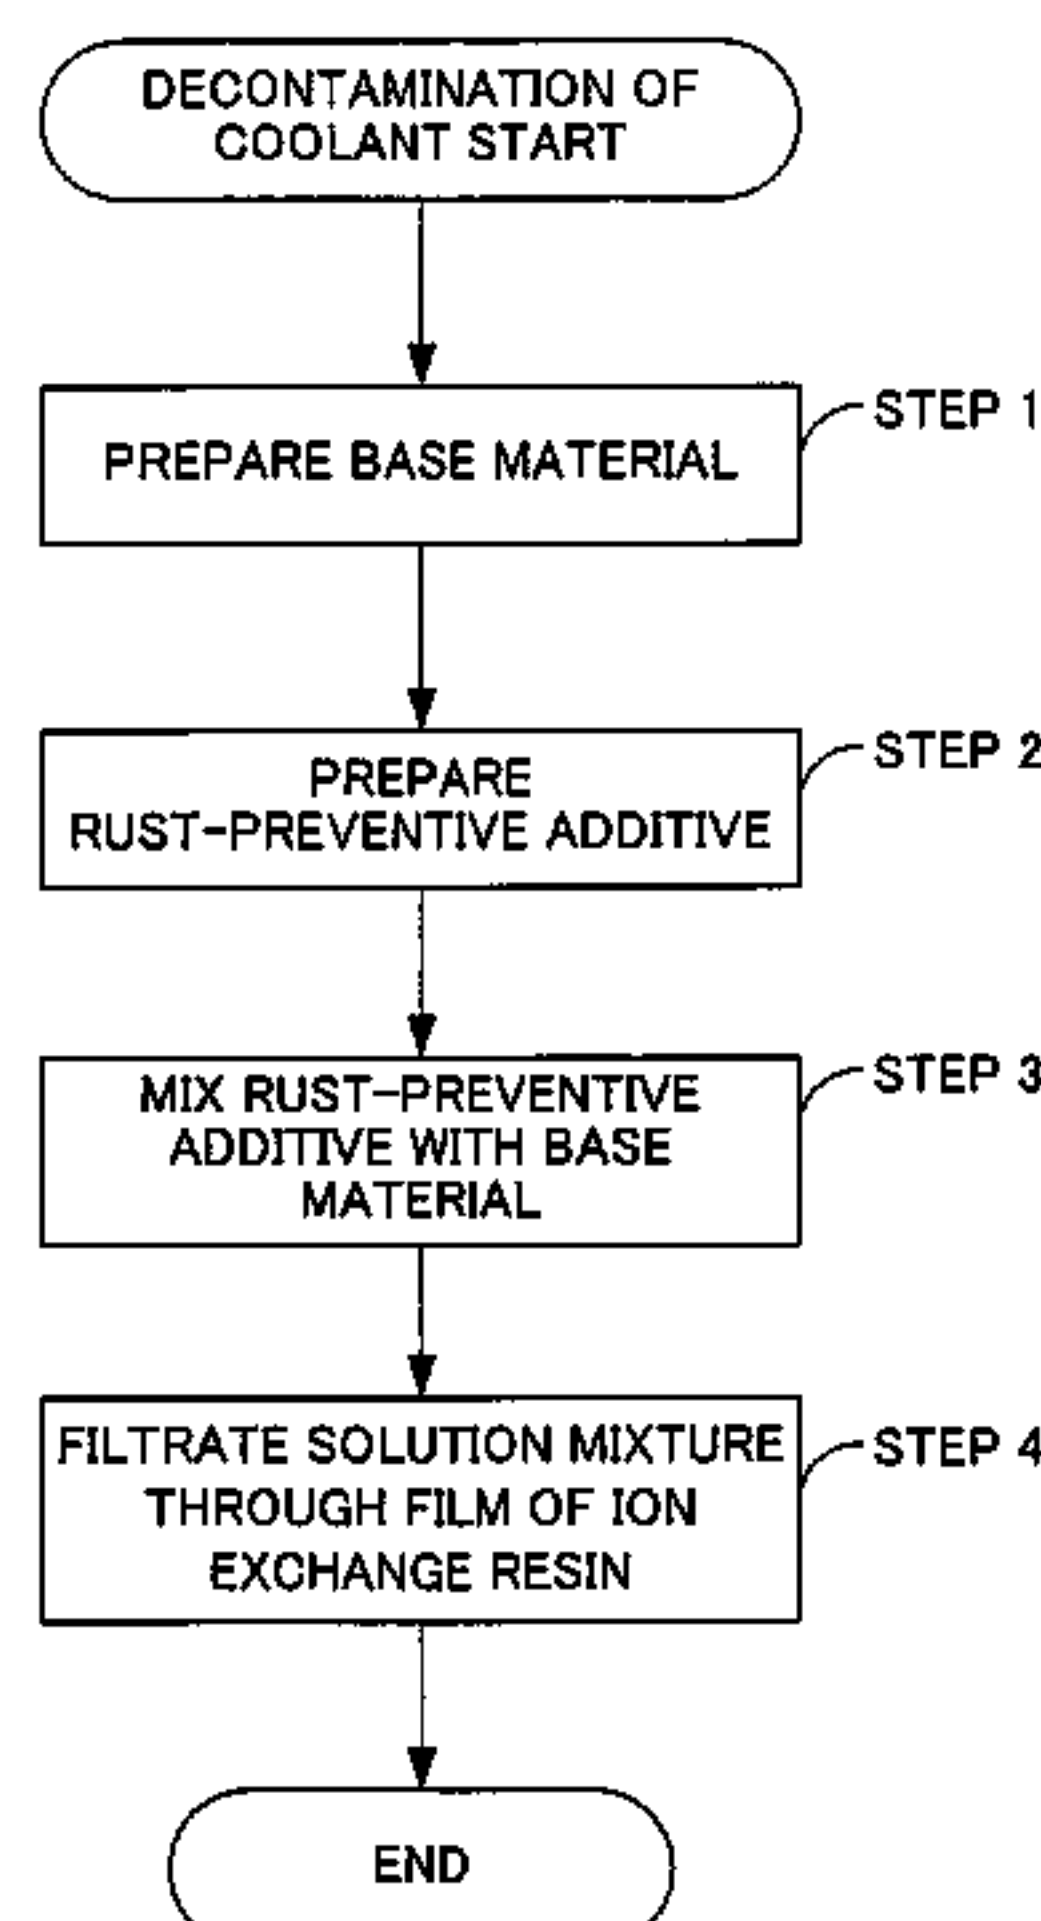 DECONTAMINATION OF
COOLANT START
STEP 1
PREPARE BASE MATERIAL
STEP 2
PREPARE
RUST-PREVENTIVE ADDITIVE
STEP 3
MIX RUST-PREVENTIVE
ADDITIVE WITH BASE
MATERIAL
STEP 4
FILTRATE SOLUTION MIXTURE
THROUGH FILM OF ION
EXCHANGE RESIN
END